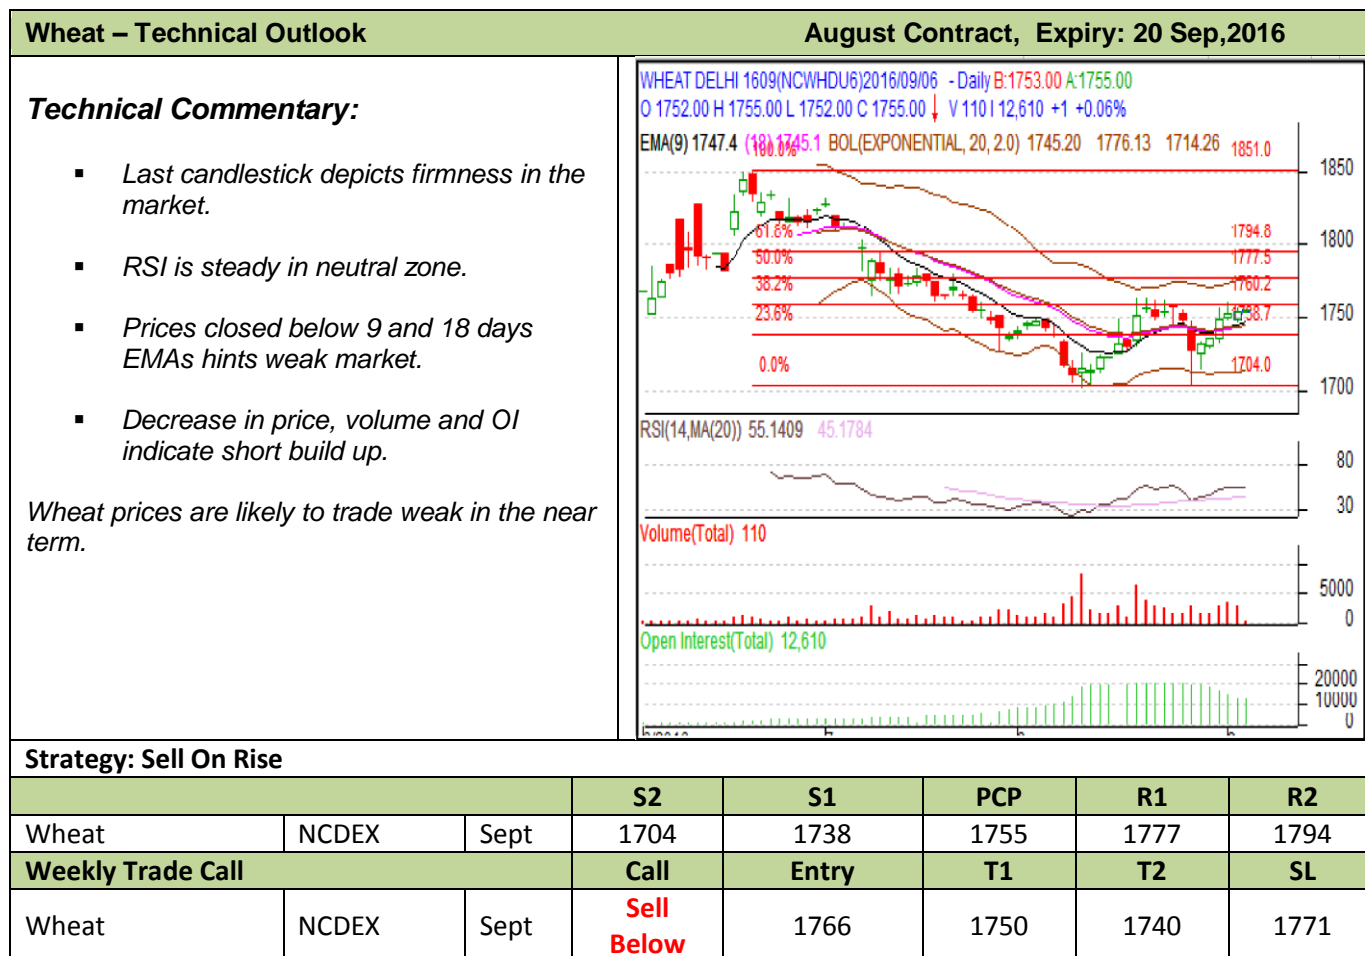 Wheat – Technical Outlook August Contract, Expiry: 20 Sep,2016
Technical Commentary:
▪ Last candlestick depicts firmness in the
market.
▪ RSI is steady in neutral zone.
▪ Prices closed below 9 and 18 days
EMAs hints weak market.
▪ Decrease in price, volume and OI
indicate short build up.
Wheat prices are likely to trade weak in the near
term.
WHEAT DELHI 1609(NCWHDU6)2016/09/06 - Daily B:1753.00 A:1755.00
O 1752.00 H 1755.00 L 1752.00 C 1755.00 V 110 I 12,610 +1 +0.06%
EMA(9) 1747.4 (18) 1745.1 BOL(EXPONENTIAL, 20, 2.0) 1745.20 1776.13 1714.26
100.0% 1851.0
1850
61.8% 1794.8
1800
50.0% 1777.5
38.2% 1760.2
23.6% 1738.7
1750
0.0% 1704.0
1700
RSI(14,MA(20)) 55.1409 45.1784
80
30
Volume(Total) 110
5000
0
Open Interest(Total) 12,610
20000
10000
0
Strategy: Sell On Rise
S2 S1 PCP R1 R2
Wheat NCDEX Sept 1704 1738 1755 1777 1794
Weekly Trade Call Call Entry T1 T2 SL
Wheat NCDEX Sept Sell Below 1766 1750 1740 1771